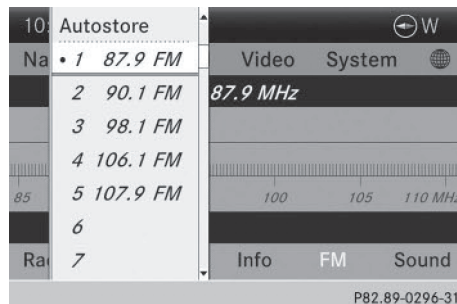 10: Autostore W
Na • 1 87.9 FM Video System
2 90.1 FM 87.9 MHz
3 98.1 FM
4 106.1 FM
85 5 107.9 FM 100 105 110 MH
6
Ra 7 Info FM Sound
P82.89-0296-31